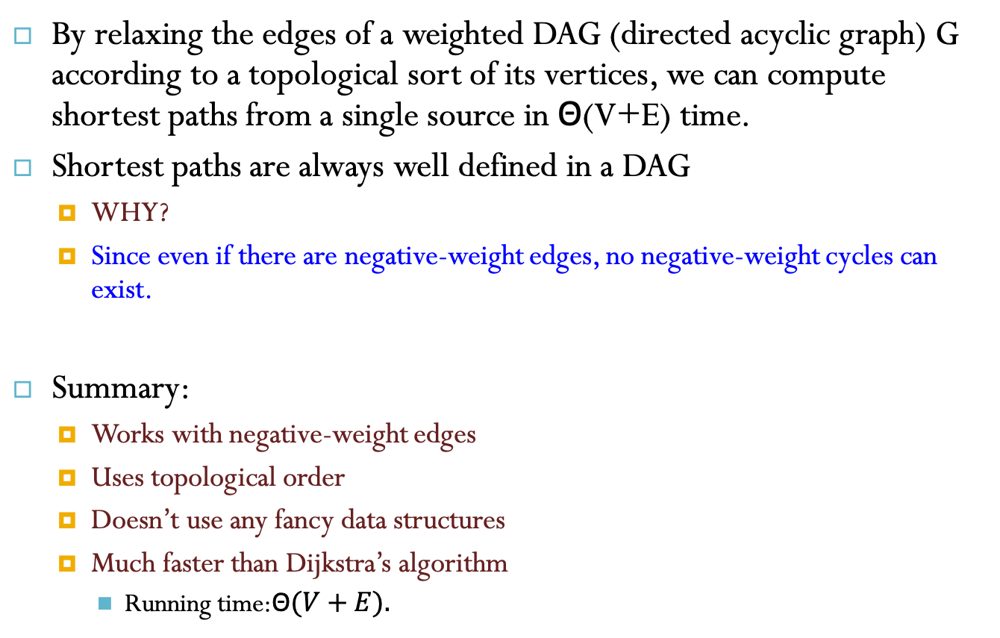 By relaxing the edges of a weighted DAG (directed acyclic graph) G
according to a topological sort of its vertices, we can compute
shortest paths from a single source in Θ(V+E) time.
Shortest paths are always well defined in a DAG
WHY?
Since even if there are negative-weight edges, no negative-weight cycles can
exist.
Summary:
Works with negative-weight edges
Uses topological order
Doesn’t use any fancy data structures
Much faster than Dijkstra’s algorithm
Running time:Θ(V + E).